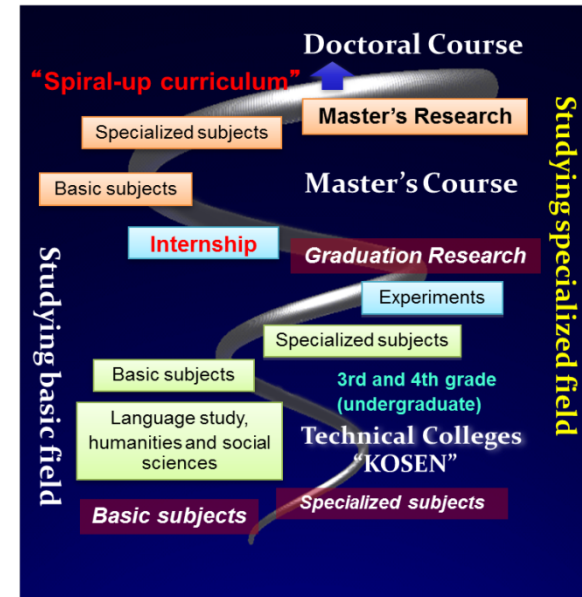 Doctoral Course
“Spiral-up curriculum”
Master’s Research
Specialized subjects
Basic subjects
Master’s Course
Internship
Graduation Research
Experiments
Specialized subjects
Basic subjects
3rd and 4th grade
(undergraduate)
Language study,
humanities and social
sciences
Technical Colleges
“KOSEN”
Basic subjects
Specialized subjects
Studying basic field
Studying specialized field